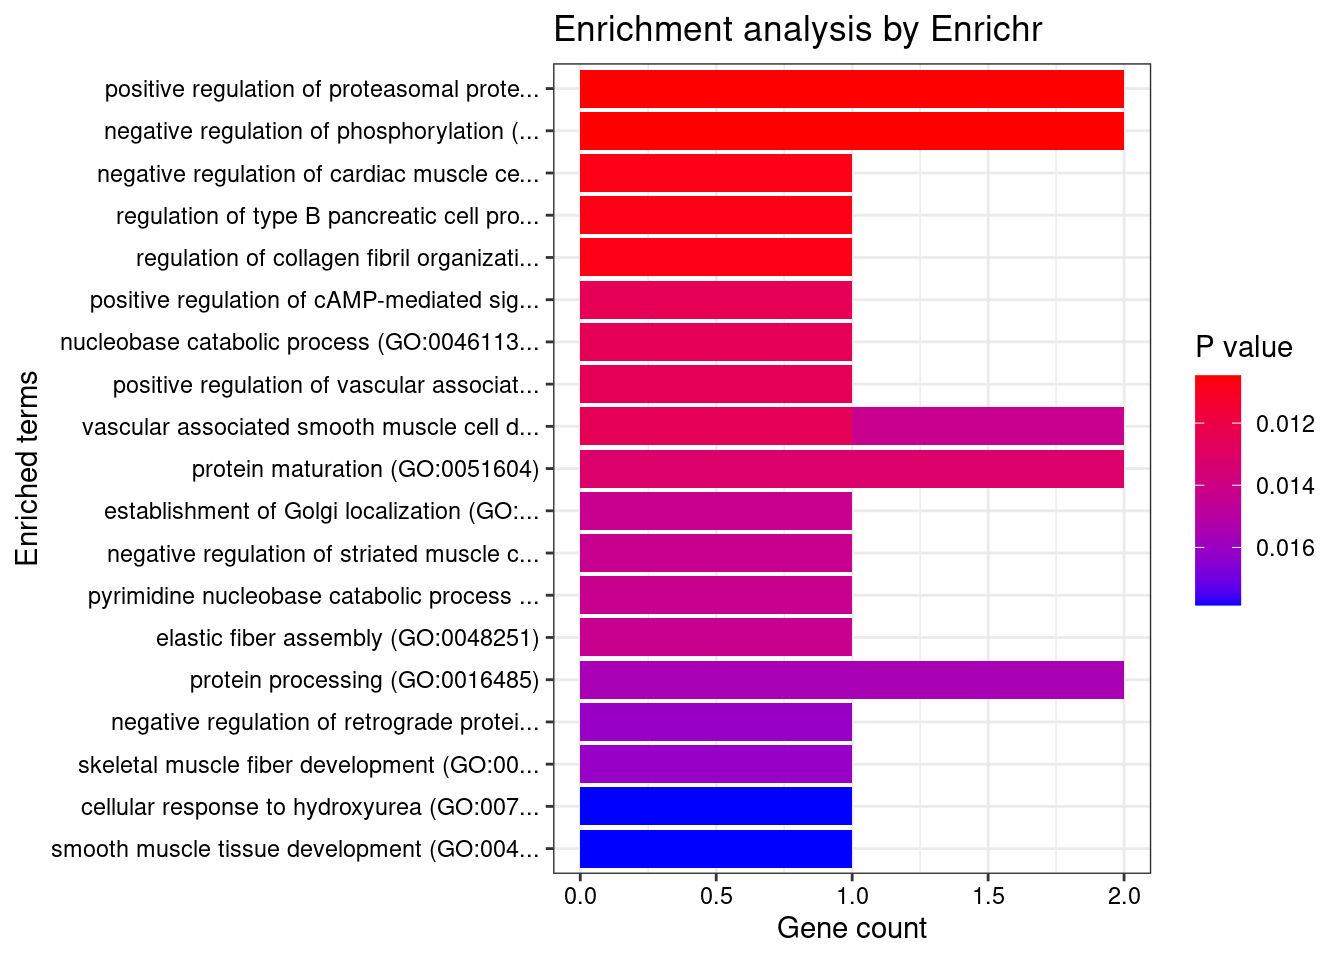 Enrichment analysis by Enrichr
positive regulation of proteasomal prote...
negative regulation of phosphorylation (...
negative regulation of cardiac muscle ce...
regulation of type B pancreatic cell pro...
regulation of collagen fibril organizati...
positive regulation of cAMP-mediated sig...
nucleobase catabolic process (GO:0046113...
positive regulation of vascular associat...
vascular associated smooth muscle cell d...
protein maturation (GO:0051604)
establishment of Golgi localization (GO:...
negative regulation of striated muscle c...
pyrimidine nucleobase catabolic process ...
elastic fiber assembly (GO:0048251)
protein processing (GO:0016485)
negative regulation of retrograde protei...
skeletal muscle fiber development (GO:00...
cellular response to hydroxyurea (GO:007...
smooth muscle tissue development (GO:004...
Enriched terms
0.0 0.5 1.0 1.5 2.0
Gene count
P value
0.012
0.014
0.016